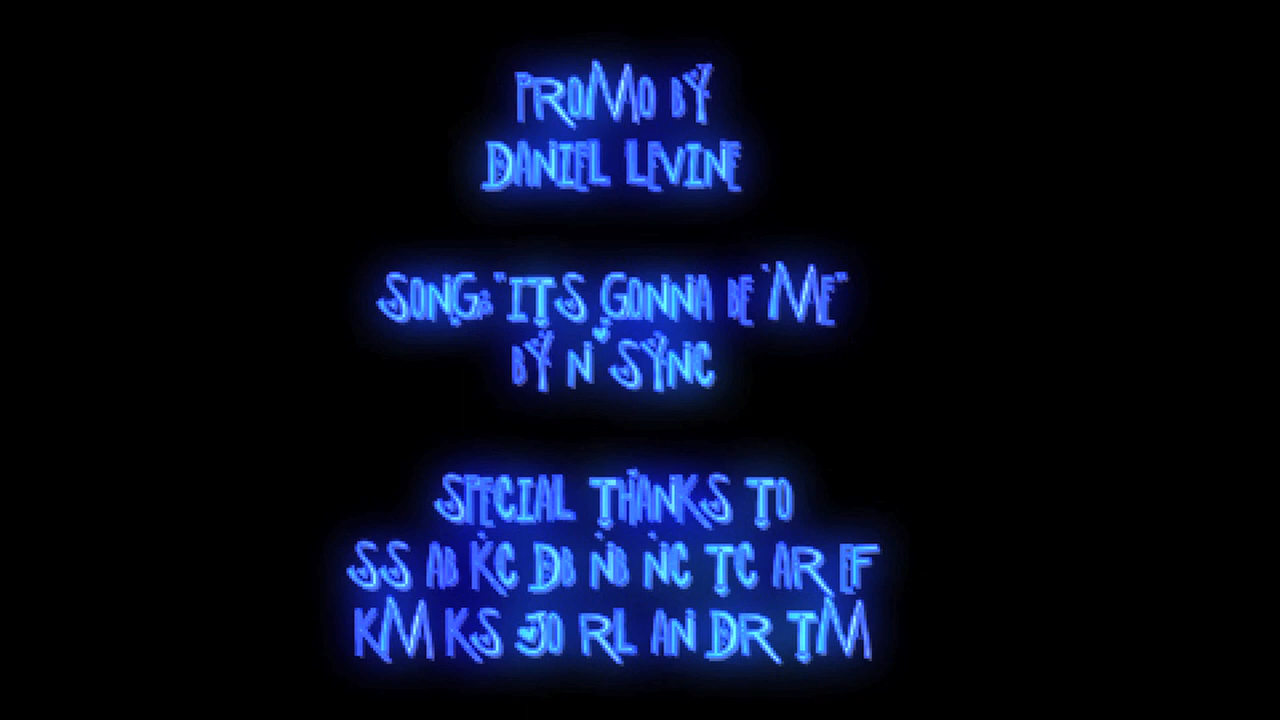 PROMO BY
DANIEL LEVINE
SONG: "ITS GONNA BE 'ME"
BY N SYNC
SPECIAL THANKS TO
SS AB KC DB NB NC TC AR EF
KM KS JO RL AN DR TM